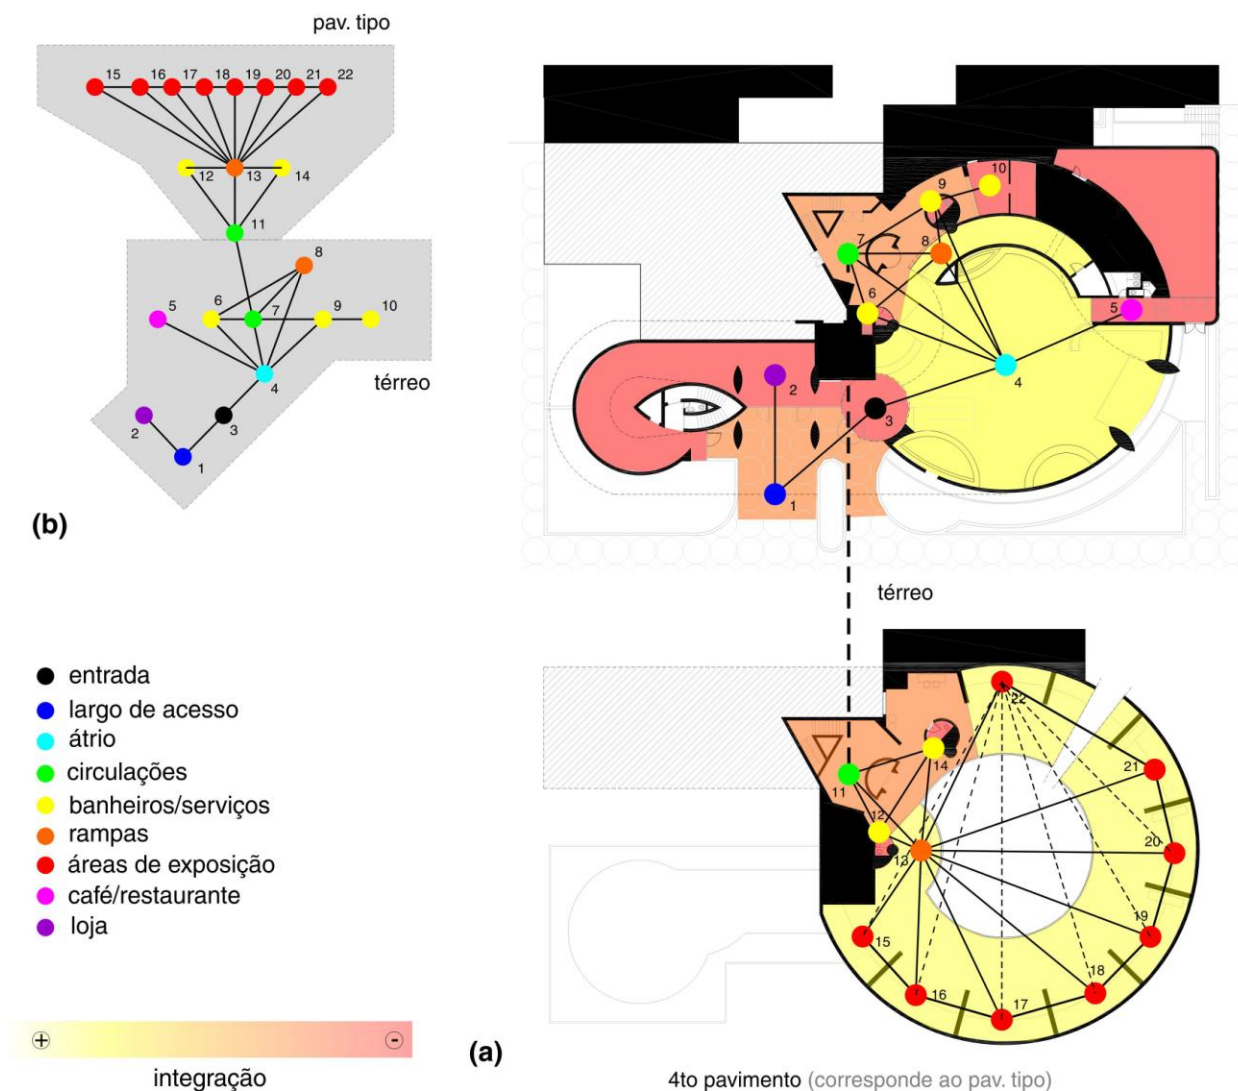 pav. tipo
15 16 17 18 19 20 21 22
12 13 14
11
8
5 6 7 9 10
4
térreo
2 3
1
(b)
10
9
7 8
6
5
4
2
3
1
térreo
entrada
largo de acesso
átrio
circulações
banheiros/serviços
rampas
áreas de exposição
café/restaurante
loja
22
14
21
11
12
20
13
19
15
18
16
17
+ -
integração
(a)
4to pavimento (corresponde ao pav. tipo)